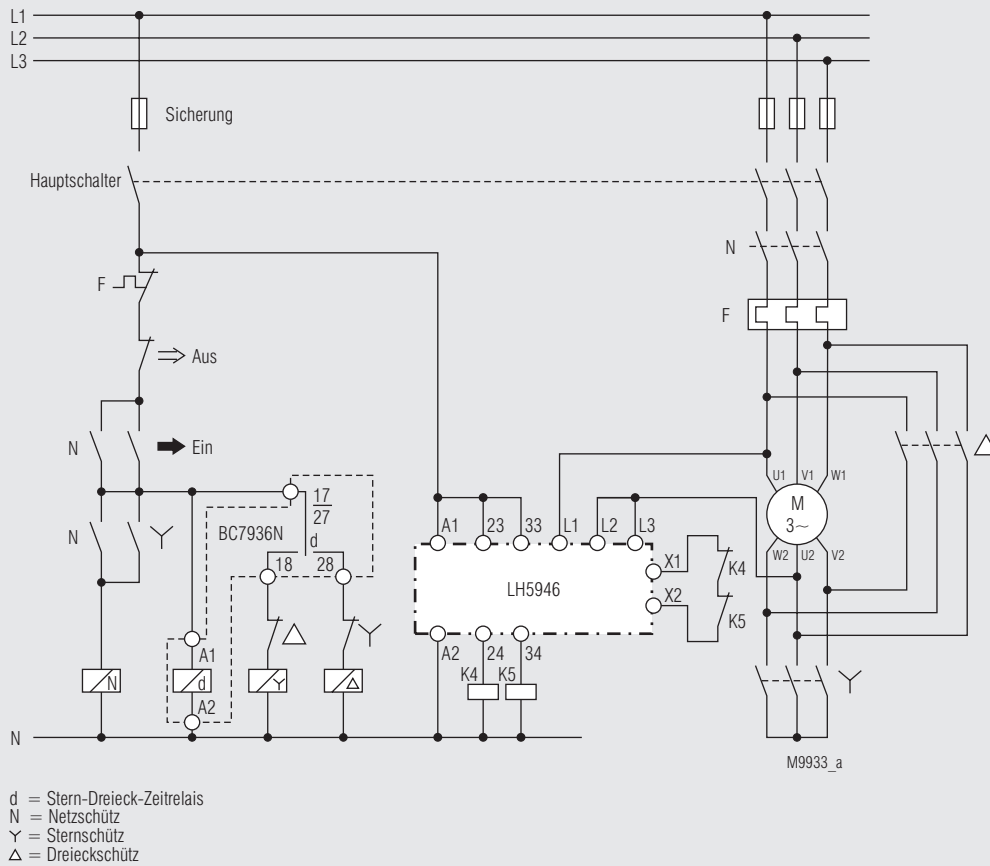 L1
L2
L3
Sicherung
Hauptschalter
N
F
F
Aus
N
Ein
U1 V1 W1
M
3~
17
27
BC7936N
d
N
18 28
A1 23 33 L1 L2 L3
X1
K4
LH5946
X2
K5
W2 U2 V2
A1
A2 24 34
K4 K5
N d Y Δ
A2
N
M9933_a
d = Stern-Dreieck-Zeitrelais
N = Netzschütz
Y = Sternschütz
Δ = Dreieckschütz